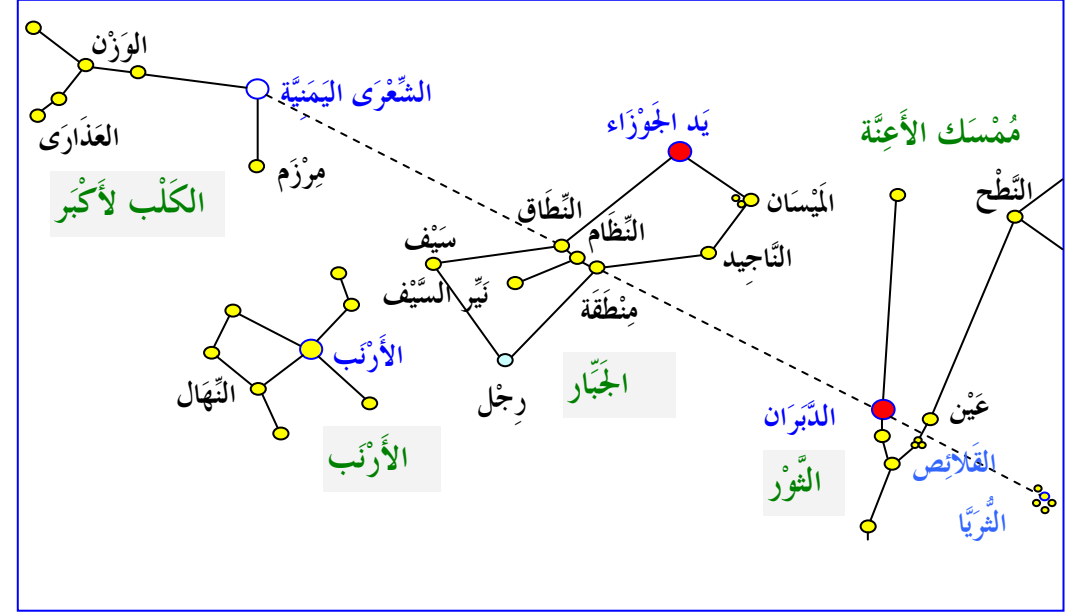 الوَزْن
الشِّعْرَى اليَمَنِيَّة
العَذَارَى
مِرْزَم
الكَلْب لأَكْبَر
يَد الجَوْزَاء
مُمْسَك الأَعِنَّة
النَّطْح
المَيْسَان
النِّطَاق
النِّظَام
سَيْف
النَّاجِيد
نَيِّر السَّيْف
مِنْطَقَة
الأَرْنَب
النِّهَال
رِجْل
الجَبَّار
الأَرْنَب
الدَّبَرَان
عَيْن
القَلائِص
الثَّوْر
الثُّرَيَّا